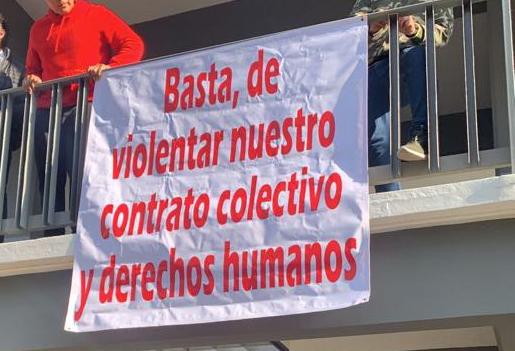 Basta, de
violentar nuestro
contrato colectivo
y derechos humanos